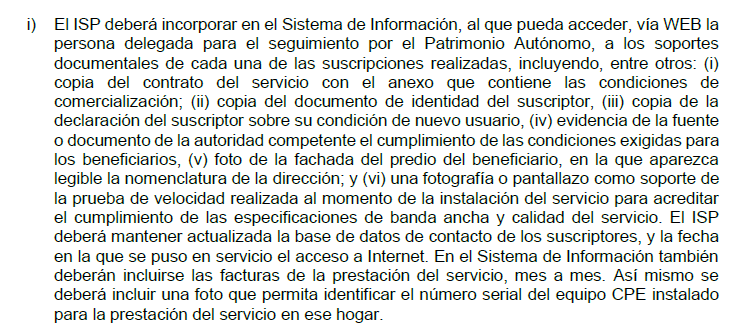 i) El ISP deberá incorporar en el Sistema de Información, al que pueda acceder, vía WEB la
persona delegada para el seguimiento por el Patrimonio Autónomo, a los soportes
documentales de cada una de las suscripciones realizadas, incluyendo, entre otros: (i)
copia del contrato del servicio con el anexo que contiene las condiciones de
comercialización; (ii) copia del documento de identidad del suscriptor, (iii) copia de la
declaración del suscriptor sobre su condición de nuevo usuario, (iv) evidencia de la fuente
o documento de la autoridad competente el cumplimiento de las condiciones exigidas para
los beneficiarios, (v) foto de la fachada del predio del beneficiario, en la que aparezca
legible la nomenclatura de la dirección; y (vi) una fotografía o pantallazo como soporte de
la prueba de velocidad realizada al momento de la instalación del servicio para acreditar
el cumplimiento de las especificaciones de banda ancha y calidad del servicio. El ISP
deberá mantener actualizada la base de datos de contacto de los suscriptores, y la fecha
en la que se puso en servicio el acceso a Internet. En el Sistema de Información también
deberán incluirse las facturas de la prestación del servicio, mes a mes. Así mismo se
deberá incluir una foto que permita identificar el número serial del equipo CPE instalado
para la prestación del servicio en ese hogar.